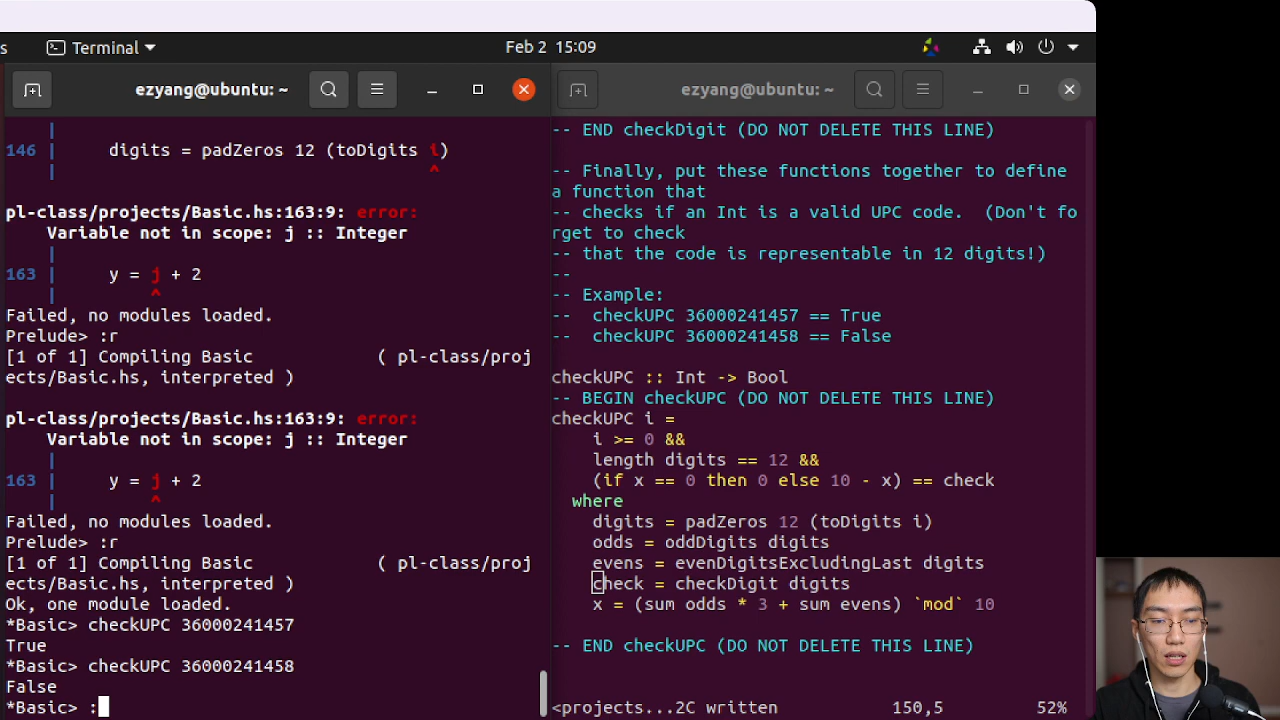 s
Terminal
Feb 2 15:09
ezyang@ubuntu: ~
146 | digits = padZeros 12 (toDigits i)
^
pl-class/projects/Basic.hs:163:9: error:
Variable not in scope: j :: Integer
|
163 | y = j + 2
| ^
Failed, no modules loaded.
Prelude> :r
[1 of 1] Compiling Basic ( pl-class/proj
ects/Basic.hs, interpreted )
pl-class/projects/Basic.hs:163:9: error:
Variable not in scope: j :: Integer
|
163 | y = j + 2
| ^
Failed, no modules loaded.
Prelude> :r
[1 of 1] Compiling Basic ( pl-class/proj
ects/Basic.hs, interpreted )
Ok, one module loaded.
*Basic> checkUPC 36000241457
True
*Basic> checkUPC 36000241458
False
*Basic> :
ezyang@ubuntu: ~
-- END checkDigit (DO NOT DELETE THIS LINE)
-- Finally, put these functions together to define
a function that
-- checks if an Int is a valid UPC code.  (Don't fo
rget to check
-- that the code is representable in 12 digits!)
--
-- Example:
--  checkUPC 36000241457 == True
--  checkUPC 36000241458 == False
checkUPC :: Int -> Bool
-- BEGIN checkUPC (DO NOT DELETE THIS LINE)
checkUPC i =
i >= 0 &&
length digits == 12 &&
(if x == 0 then 0 else 10 - x) == check
where
digits = padZeros 12 (toDigits i)
odds = oddDigits digits
evens = evenDigitsExcludingLast digits
check = checkDigit digits
x = (sum odds * 3 + sum evens) `mod` 10
-- END checkUPC (DO NOT DELETE THIS LINE)
<projects...2C written 150,5 52%